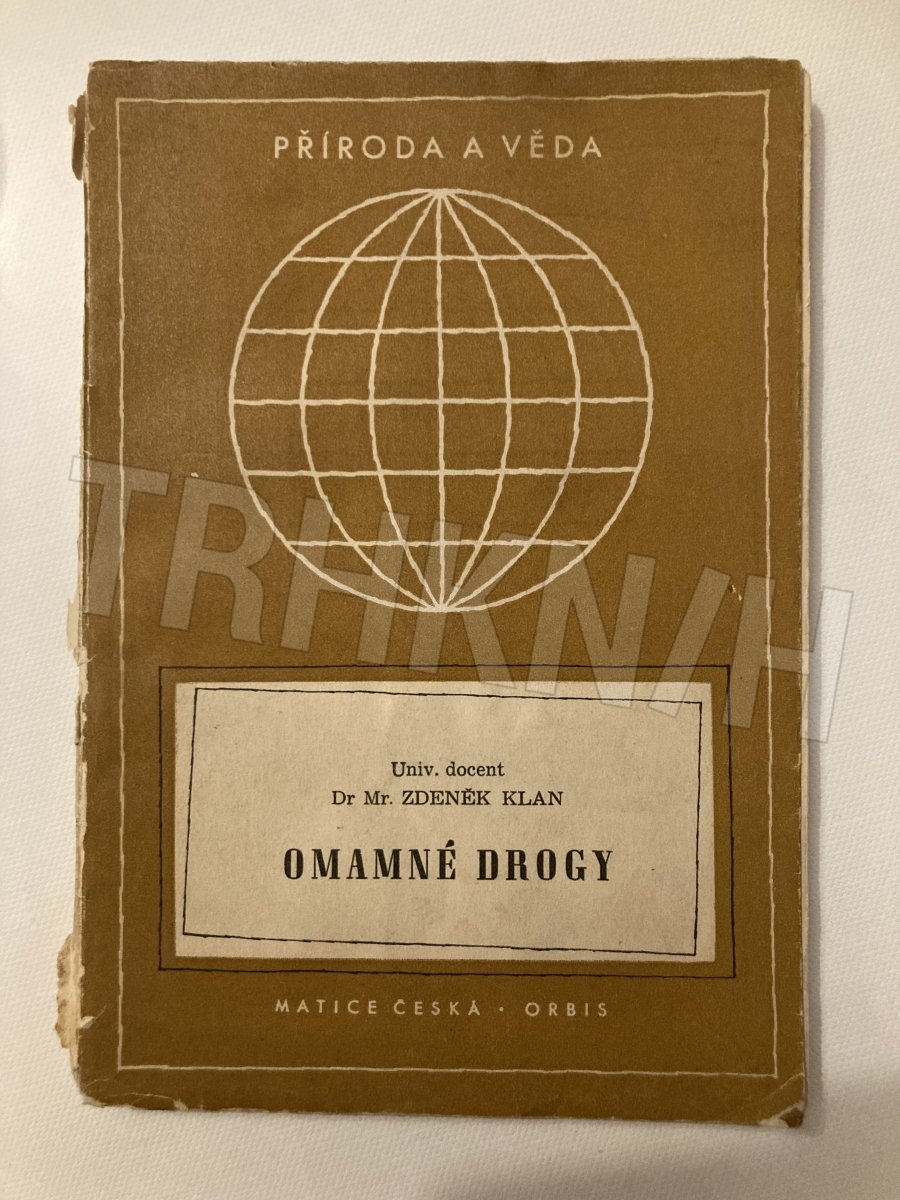 PŘÍRODA A VĚDA
TRHKNIH
Univ. docent
Dr Mr. ZDENĚK KLAN
OMAMNÉ DROGY
MATICE ČESKÁ · ORBIS